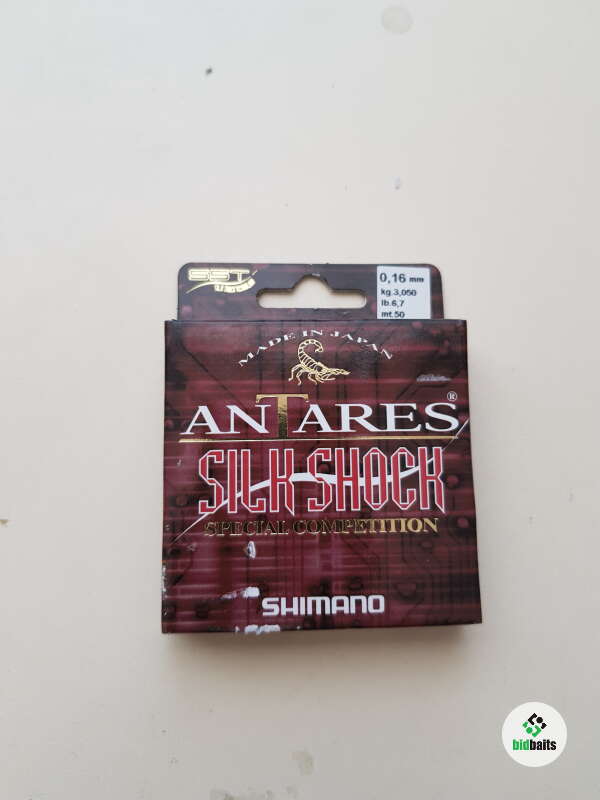 SST
0,16 mm
kg.3,050
lb.6,7
mt.50
MADE IN JAPAN
ANTARES®
SILK SHOCK
SPECIAL COMPETITION
SHIMANO
bidbaits